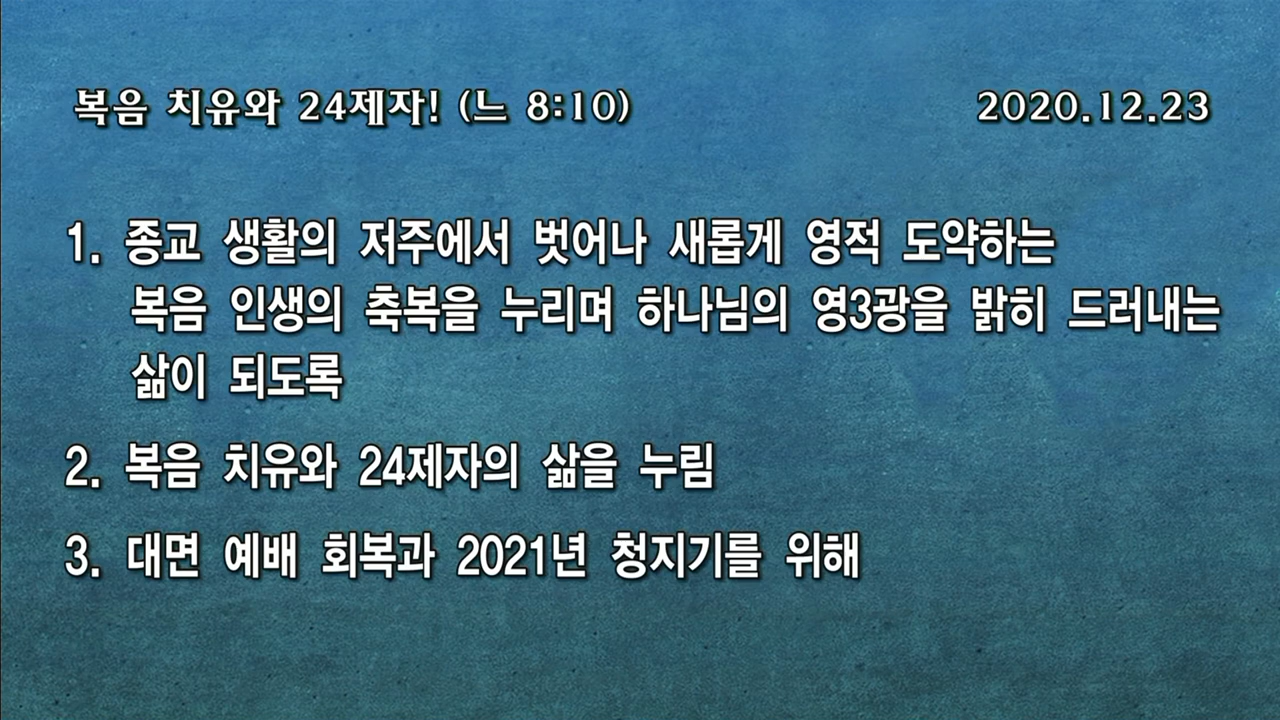 복음 치유와 24제자! (느 8:10)
2020.12.23
1. 종교 생활의 저주에서 벗어나 새롭게 영적 도약하는
복음 인생의 축복을 누리며 하나님의 영3광을 밝히 드러내는
삶이 되도록
2. 복음 치유와 24제자의 삶을 누림
3. 대면 예배 회복과 2021년 청지기를 위해